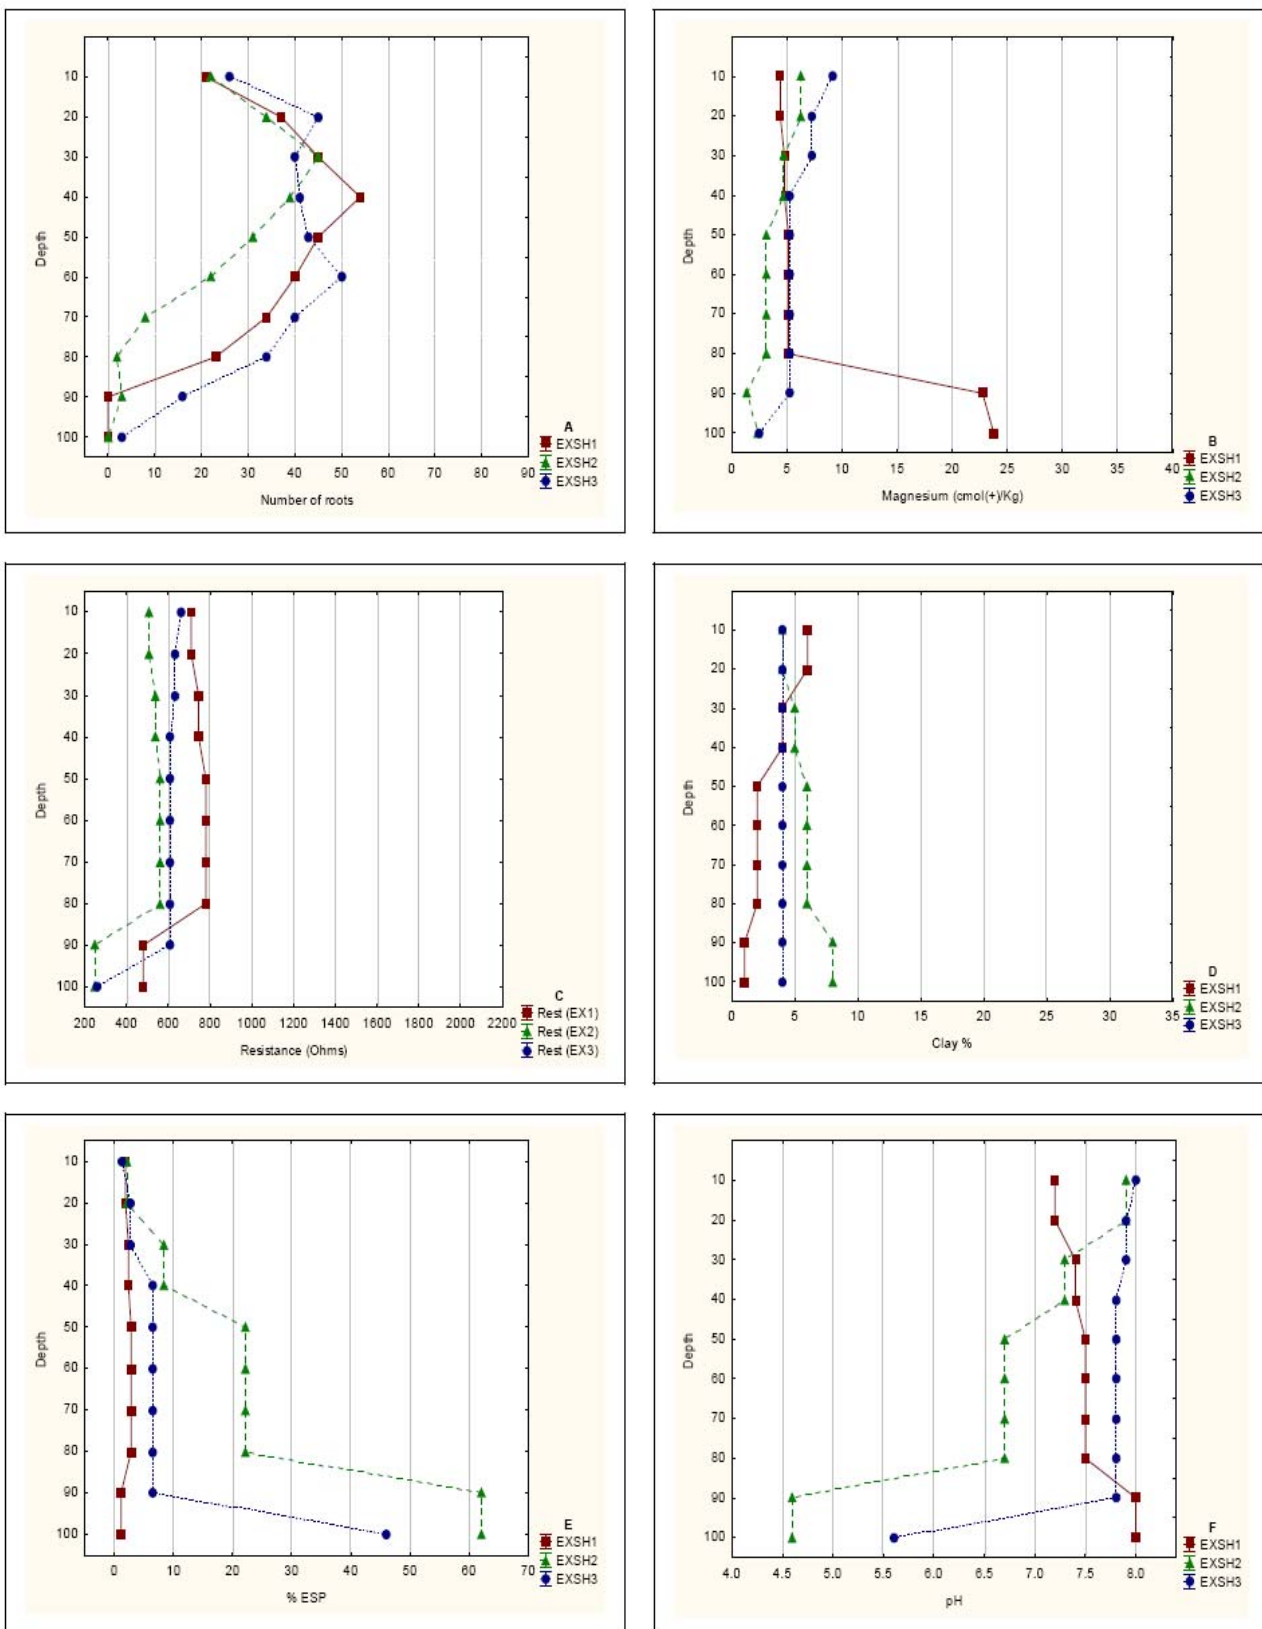 10
20
30
40
50
60
70
80
90
100
Depth
0 10 20 30 40 50 60 70 80 90
Number of roots
A
EXSH1
EXSH2
EXSH3
10
20
30
40
50
60
70
80
90
100
Depth
0 5 10 15 20 25 30 35 40
Magnesium (cmol(+)/Kg)
B
EXSH1
EXSH2
EXSH3
10
20
30
40
50
60
70
80
90
100
Depth
200 400 600 800 1000 1200 1400 1600 1800 2000 2200
Resistance (Ohms)
C
Rest (EX1)
Rest (EX2)
Rest (EX3)
10
20
30
40
50
60
70
80
90
100
Depth
0 5 10 15 20 25 30 35
Clay %
D
EXSH1
EXSH2
EXSH3
10
20
30
40
50
60
70
80
90
100
Depth
0 10 20 30 40 50 60 70
% ESP
E
EXSH1
EXSH2
EXSH3
10
20
30
40
50
60
70
80
90
100
Depth
4.0 4.5 5.0 5.5 6.0 6.5 7.0 7.5 8.0
pH
F
EXSH1
EXSH2
EXSH3